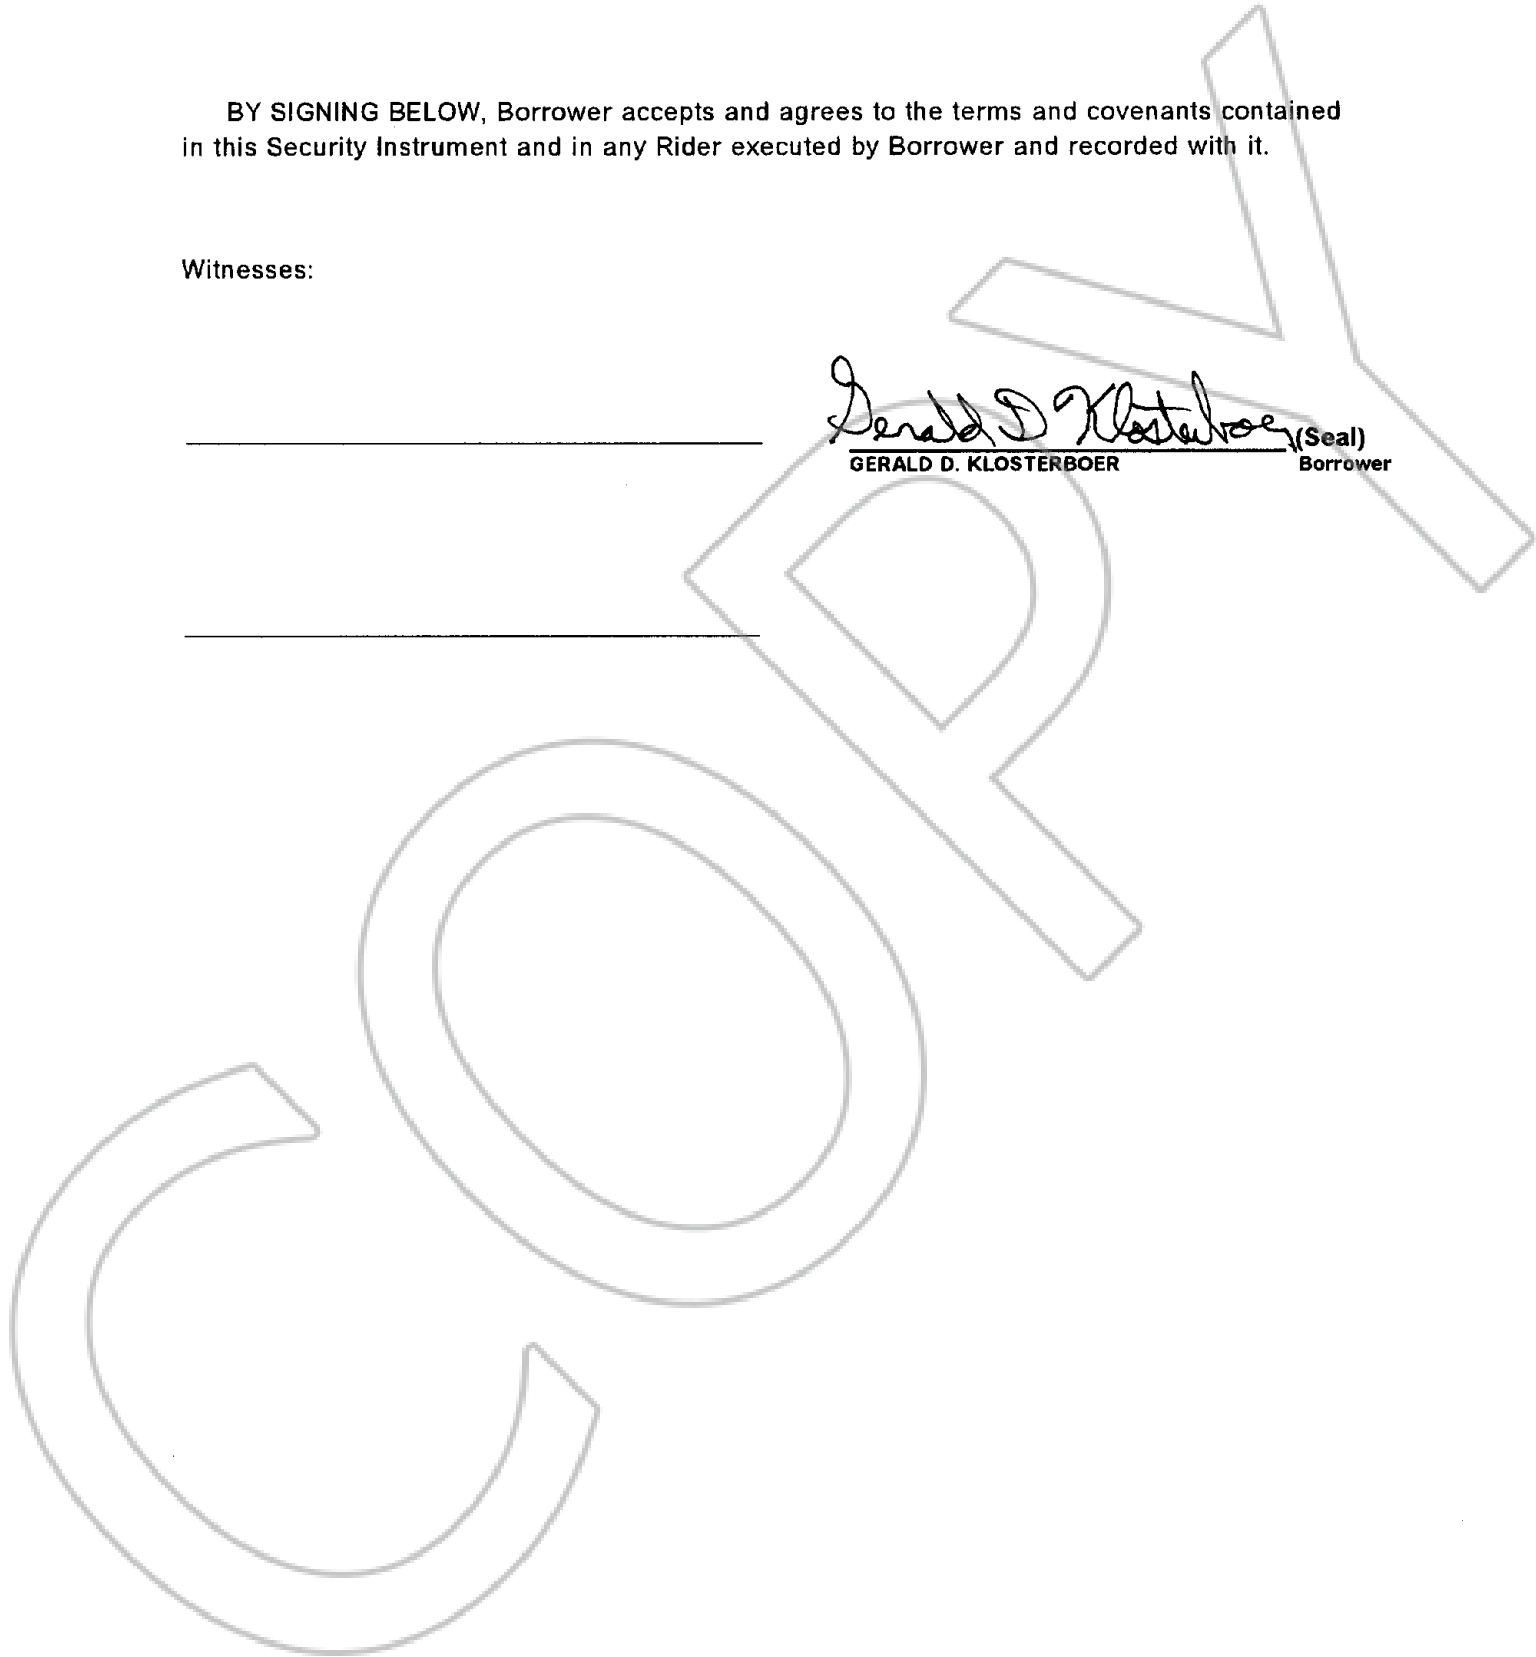 BY SIGNING BELOW, Borrower accepts and agrees to the terms and covenants contained
in this Security Instrument and in any Rider executed by Borrower and recorded with it.
Witnesses:
Gerald D Klosterboer (Seal)
GERALD D. KLOSTERBOER Borrower
COPY